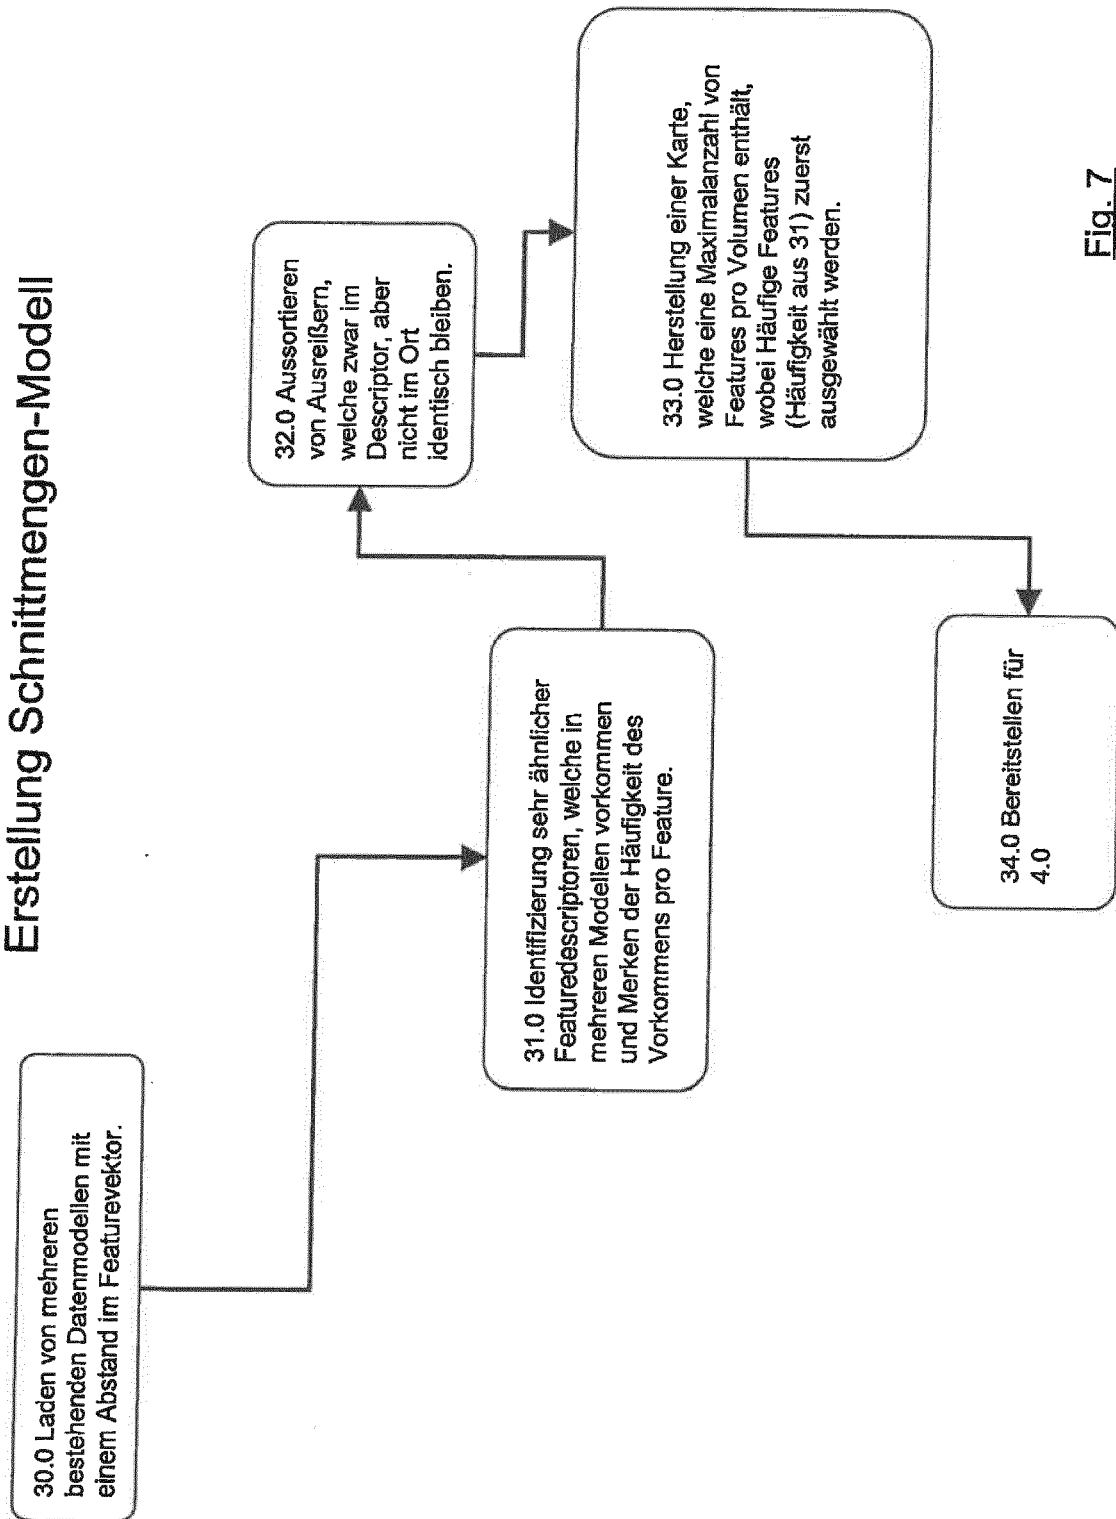 Erstellung Schnittmengen-Modell
30.0 Laden von mehreren
bestehenden Datenmodellen mit
einem Abstand im Featurevektor.
31.0 Identifizierung sehr ähnlicher
Featuredescriptoren, welche in
mehreren Modellen vorkommen
und Merken der Häufigkeit des
Vorkommens pro Feature.
32.0 Aussortieren
von Ausreißern,
welche zwar im
Descriptor, aber
nicht im Ort
identisch bleiben.
33.0 Herstellung einer Karte,
welche eine Maximalanzahl von
Features pro Volumen enthält,
wobei Häufige Features
(Häufigkeit aus 31) zuerst
ausgewählt werden.
34.0 Bereitstellen für
4.0
Fig. 7